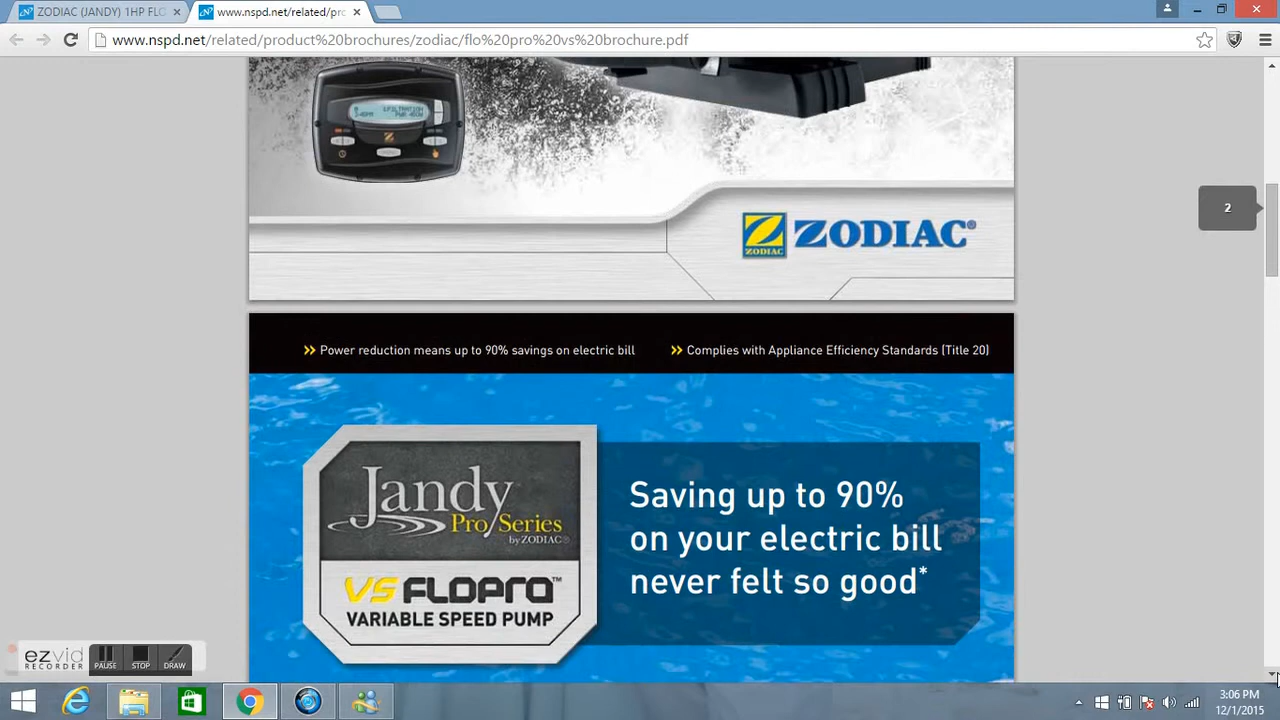 ZODIAC (JANDY) 1HP FLO
www.nspd.net/related/pro
www.nspd.net/related/product%20brochures/zodiac/flo%20pro%20vs%20brochure.pdf
FILTRATION
2
ZODIAC
ZODIAC®
Power reduction means up to 90% savings on electric bill
Complies with Appliance Efficiency Standards (Title 20)
Jandy
Pro Series
by ZODIAC®
VS FLOPRO™
VARIABLE SPEED PUMP
Saving up to 90%
on your electric bill
never felt so good*
ezvid
RECORDER
PAUSE
STOP
DRAW
3:06 PM
12/1/2015